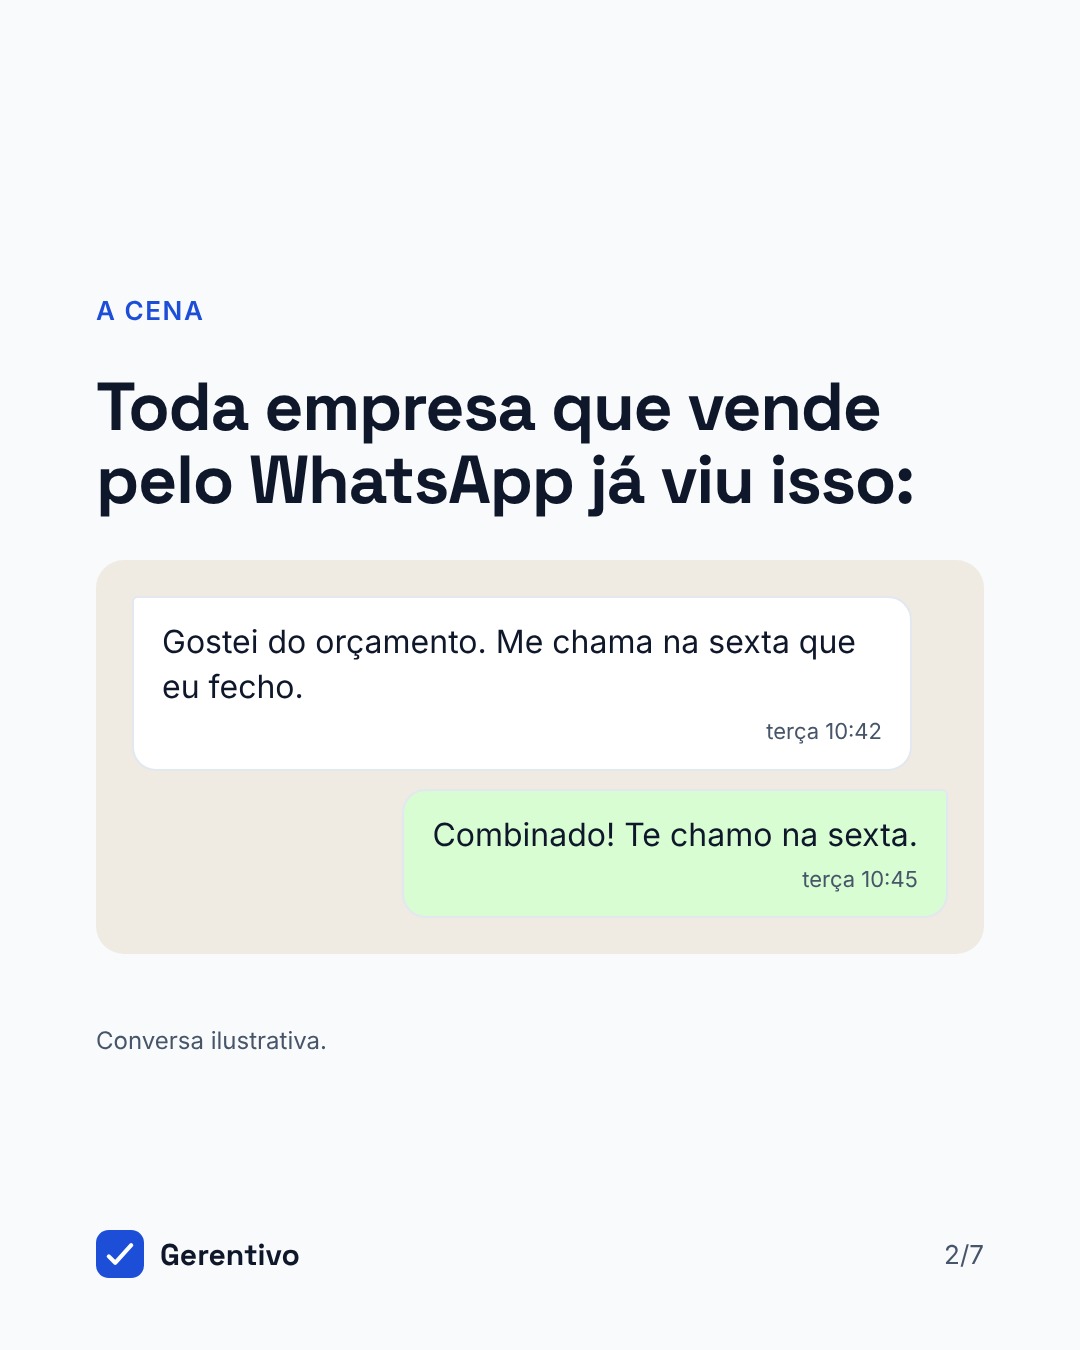 A CENA
Toda empresa que vende
pelo WhatsApp já viu isso:
Gostei do orçamento. Me chama na sexta que
eu fecho.
terça 10:42
Combinado! Te chamo na sexta.
terça 10:45
Conversa ilustrativa.
Gerentivo
2/7